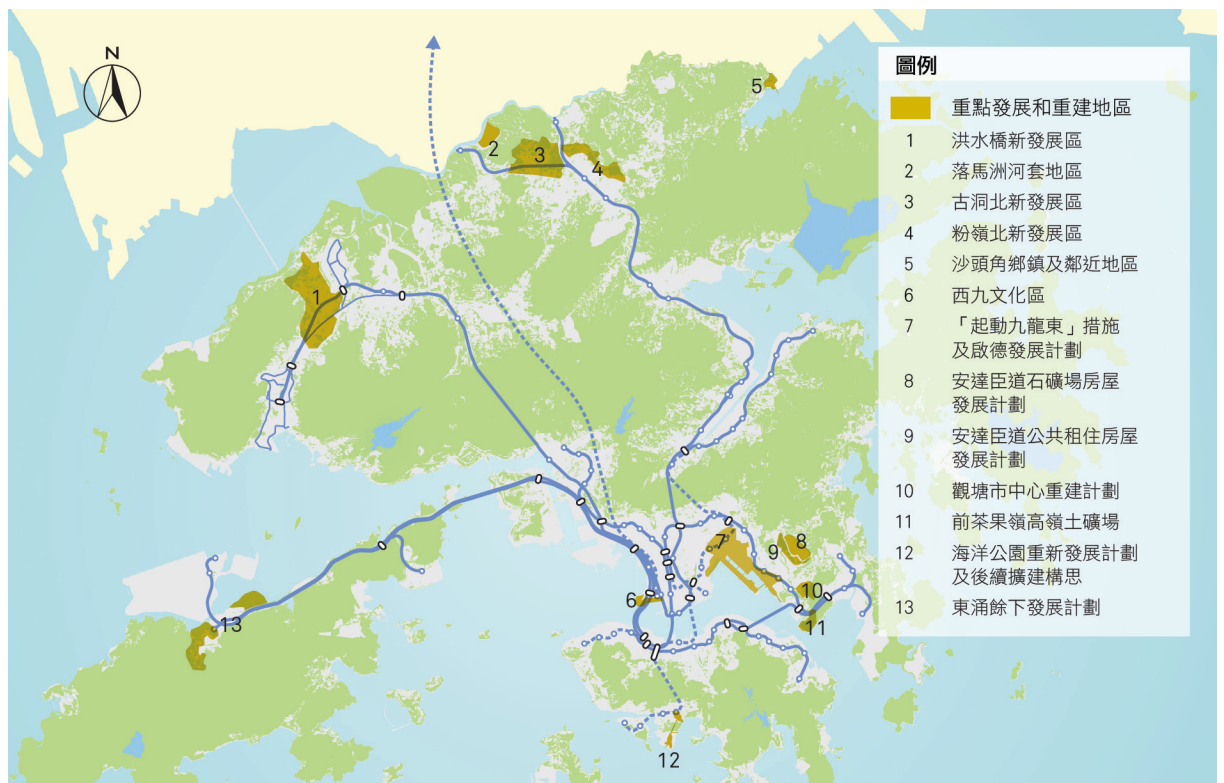 N
圖例
重點發展和重建地區
1 洪水橋新發展區
2 落馬洲河套地區
3 古洞北新發展區
4 粉嶺北新發展區
5 沙頭角鄉鎮及鄰近地區
6 西九文化區
7 「起動九龍東」措施
及啟德發展計劃
8 安達臣道石礦場房屋
發展計劃
9 安達臣道公共租住房屋
發展計劃
10 觀塘市中心重建計劃
11 前茶果嶺高嶺土礦場
12 海洋公園重新發展計劃
及後續擴建構思
13 東涌餘下發展計劃
5
2
3
4
1
7
9
8
10
6
11
13
12